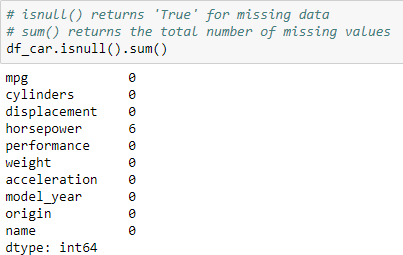 # isnull() returns 'True' for missing data
# sum() returns the total number of missing values
df_car.isnull().sum()
mpg 0
cylinders 0
displacement 0
horsepower 6
performance 0
weight 0
acceleration 0
model_year 0
origin 0
name 0
dtype: int64